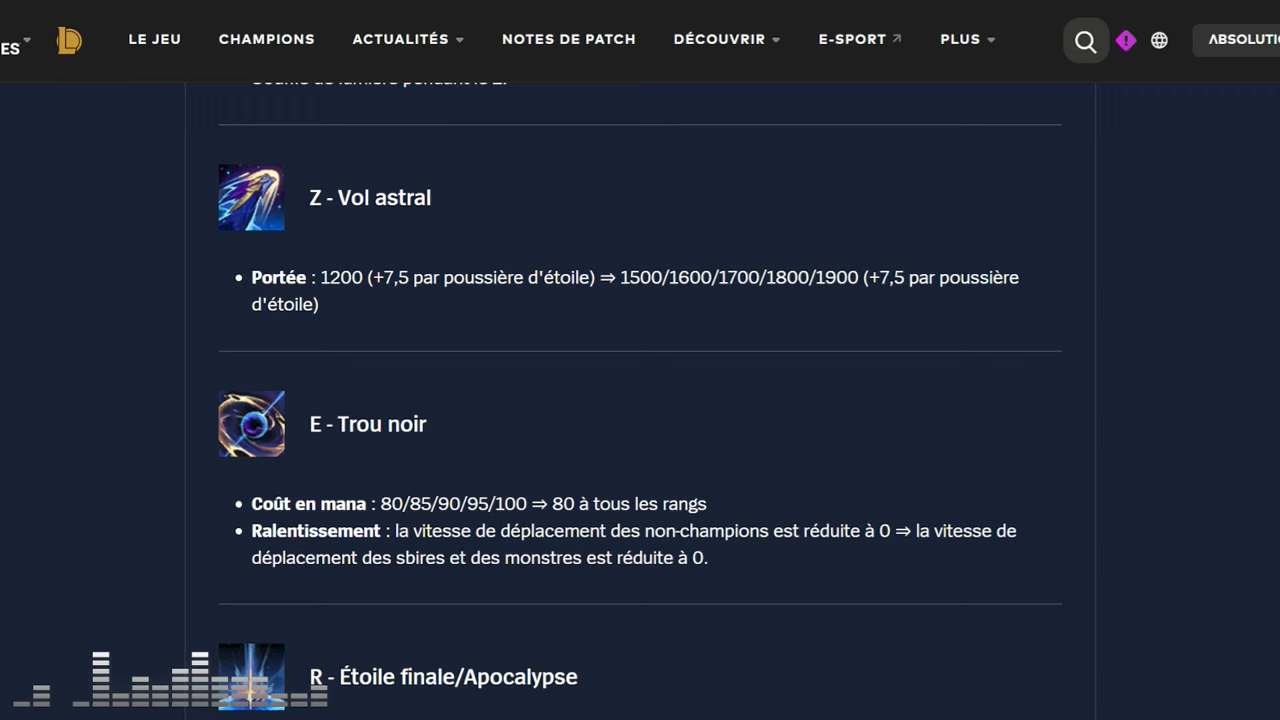 ES
LE JEU
CHAMPIONS
ACTUALITÉS
NOTES DE PATCH
DÉCOUVRIR
E-SPORT
PLUS
Z - Vol astral
Portée : 1200 (+7,5 par poussière d'étoile) ⇒ 1500/1600/1700/1800/1900 (+7,5 par poussière
d'étoile)
E - Trou noir
Coût en mana : 80/85/90/95/100 ⇒ 80 à tous les rangs
Ralentissement : la vitesse de déplacement des non-champions est réduite à 0 ⇒ la vitesse de
déplacement des sbires et des monstres est réduite à 0.
R - Étoile finale/Apocalypse